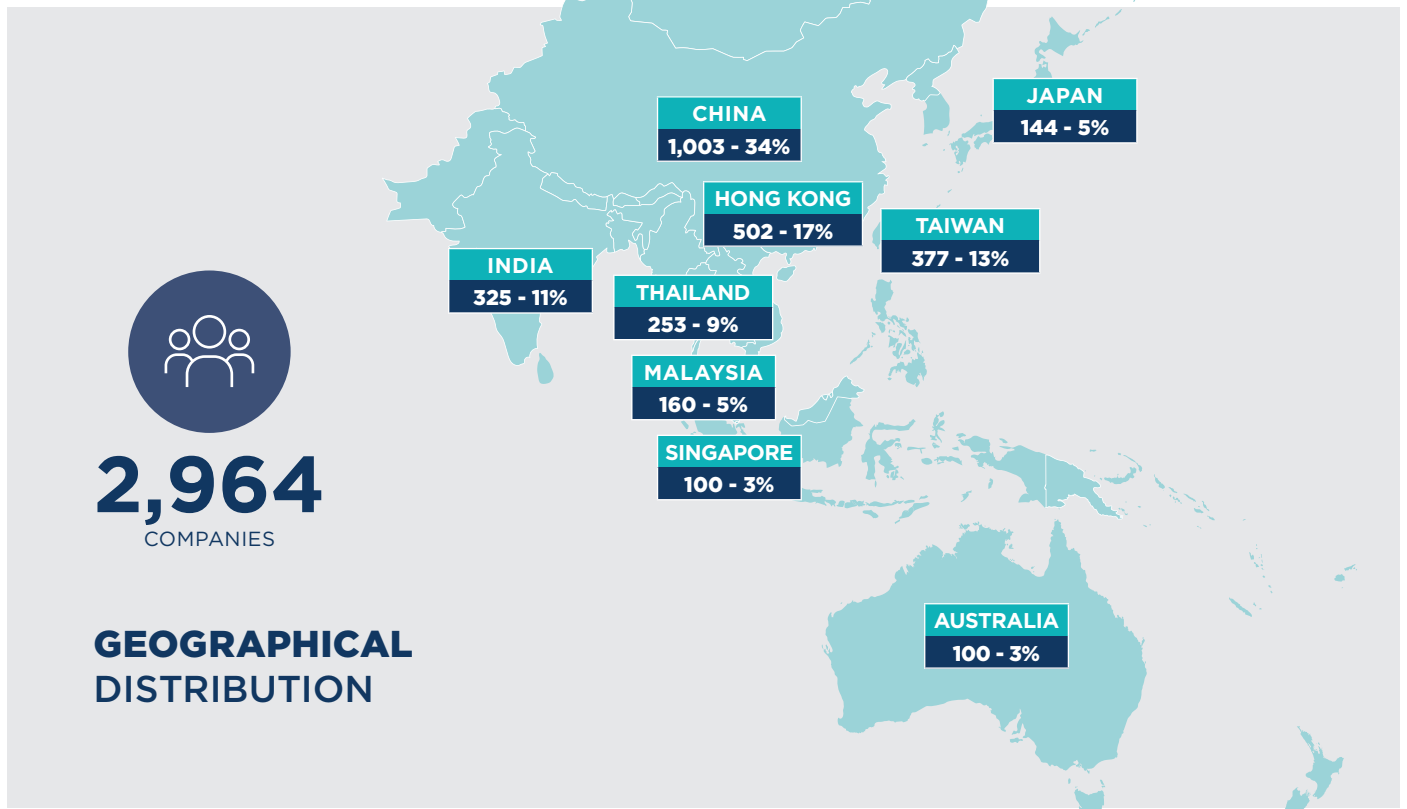 CHINA
1,003 - 34%
JAPAN
144 - 5%
HONG KONG
502 - 17%
TAIWAN
377 - 13%
INDIA
325 - 11%
THAILAND
253 - 9%
MALAYSIA
160 - 5%
SINGAPORE
100 - 3%
2,964
COMPANIES
GEOGRAPHICAL
DISTRIBUTION
AUSTRALIA
100 - 3%